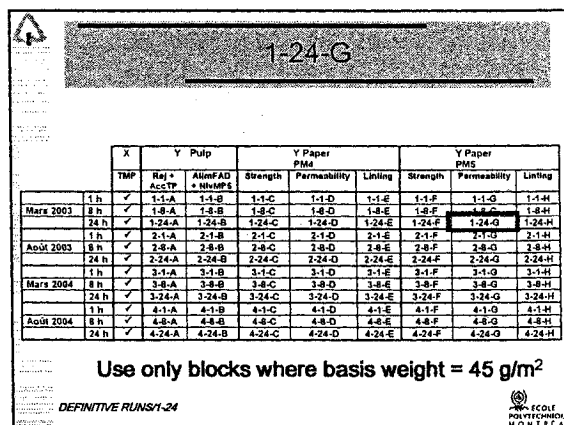 1-24-G
X Y Pulp Y Paper PM4 Y Paper PM5
TMP Rej + AccTP AlimFAD + NivMP5 Strength Permeability Linting Strength Permeability Linting
Mars 2003 1 h ✓ 1-1-A 1-1-B 1-1-C 1-1-D 1-1-E 1-1-F 1-1-G 1-1-H
8 h ✓ 1-8-A 1-8-B 1-8-C 1-8-D 1-8-E 1-8-F 1-8-G 1-8-H
24 h ✓ 1-24-A 1-24-B 1-24-C 1-24-D 1-24-E 1-24-F 1-24-G 1-24-H
Août 2003 1 h ✓ 2-1-A 2-1-B 2-1-C 2-1-D 2-1-E 2-1-F 2-1-G 2-1-H
8 h ✓ 2-8-A 2-8-B 2-8-C 2-8-D 2-8-E 2-8-F 2-8-G 2-8-H
24 h ✓ 2-24-A 2-24-B 2-24-C 2-24-D 2-24-E 2-24-F 2-24-G 2-24-H
Mars 2004 1 h ✓ 3-1-A 3-1-B 3-1-C 3-1-D 3-1-E 3-1-F 3-1-G 3-1-H
8 h ✓ 3-8-A 3-8-B 3-8-C 3-8-D 3-8-E 3-8-F 3-8-G 3-8-H
24 h ✓ 3-24-A 3-24-B 3-24-C 3-24-D 3-24-E 3-24-F 3-24-G 3-24-H
Août 2004 1 h ✓ 4-1-A 4-1-B 4-1-C 4-1-D 4-1-E 4-1-F 4-1-G 4-1-H
8 h ✓ 4-8-A 4-8-B 4-8-C 4-8-D 4-8-E 4-8-F 4-8-G 4-8-H
24 h ✓ 4-24-A 4-24-B 4-24-C 4-24-D 4-24-E 4-24-F 4-24-G 4-24-H
Use only blocks where basis weight = 45 g/m²
DEFINITIVE RUNS/1-24
ÉCOLE
POLYTECHNIQUE
MONTRÉAL